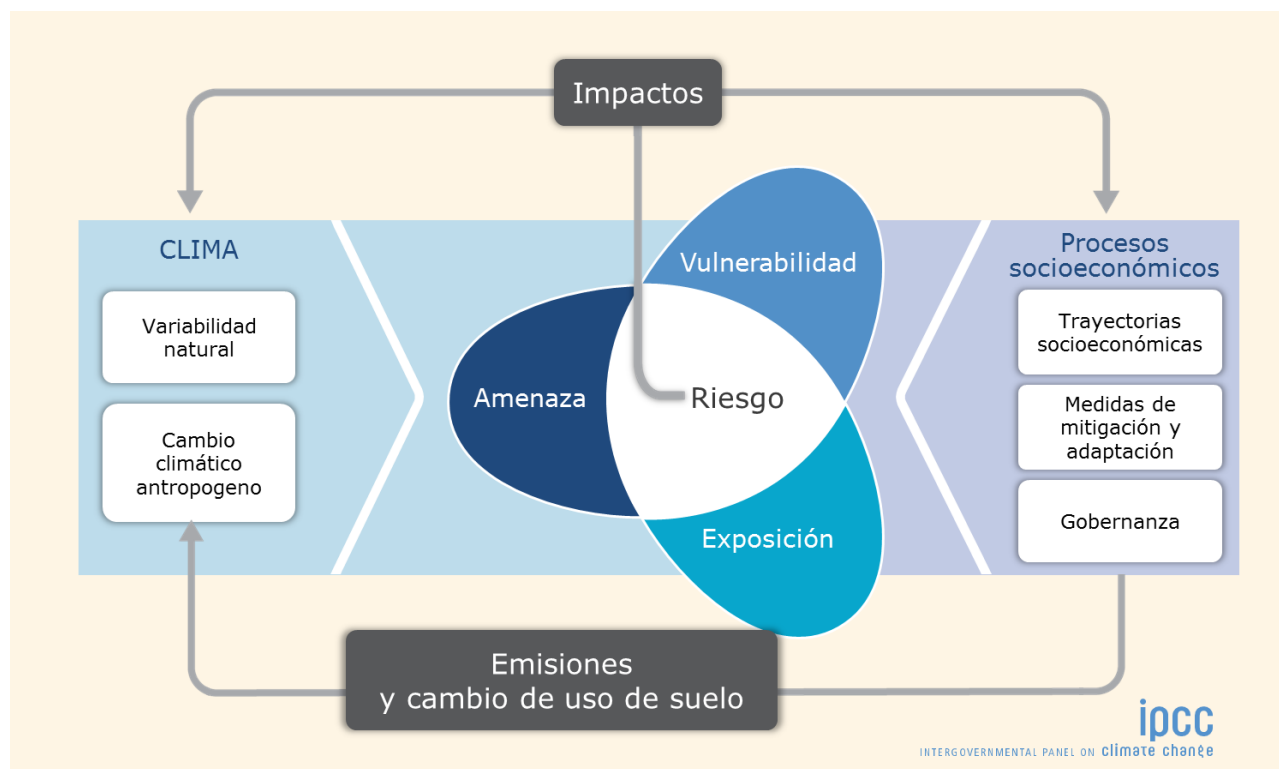 Impactos
CLIMA
Variabilidad
natural
Cambio
climático
antropogeno
Vulnerabilidad
Amenaza
Riesgo
Exposición
Procesos
socioeconómicos
Trayectorias
socioeconómicas
Medidas de
mitigación y
adaptación
Gobernanza
Emisiones
y cambio de uso de suelo
ipcc
INTERGOVERNMENTAL PANEL ON climate change